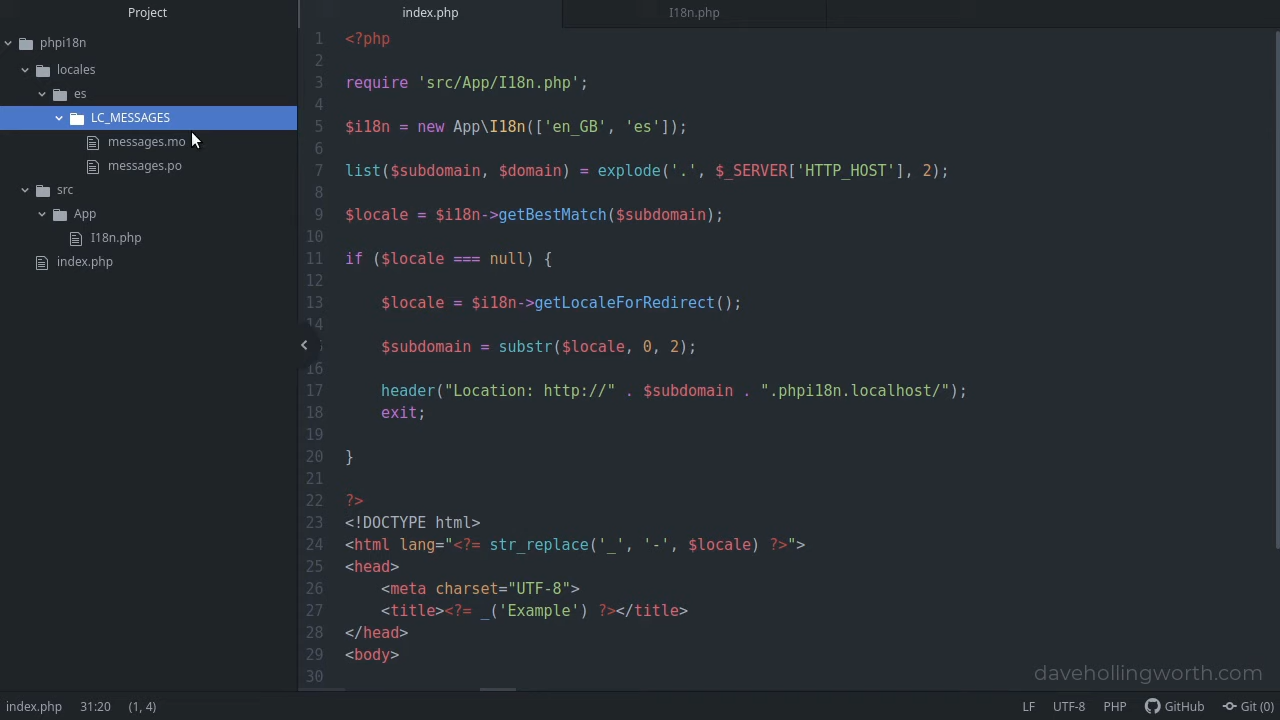 Project
phpi18n
locales
es
LC_MESSAGES
messages.mo
messages.po
src
App
I18n.php
index.php
index.php
I18n.php
1 <?php
2
3 require 'src/App/I18n.php';
4
5 $i18n = new App\I18n(['en_GB', 'es']);
6
7 list($subdomain, $domain) = explode('.', $_SERVER['HTTP_HOST'], 2);
8
9 $locale = $i18n->getBestMatch($subdomain);
10
11 if ($locale === null) {
12
13 $locale = $i18n->getLocaleForRedirect();
14
5 $subdomain = substr($locale, 0, 2);
16
17 header("Location: http://" . $subdomain . ".phpi18n.localhost/");
18 exit;
19
20 }
21
22 ?>
23 <!DOCTYPE html>
24 <html lang="<?= str_replace('_', '-', $locale) ?>">
25 <head>
26 <meta charset="UTF-8">
27 <title><?= _('Example') ?></title>
28 </head>
29 <body>
30
davehollingworth.com
index.php 31:20 (1, 4) LF UTF-8 PHP GitHub Git (0)